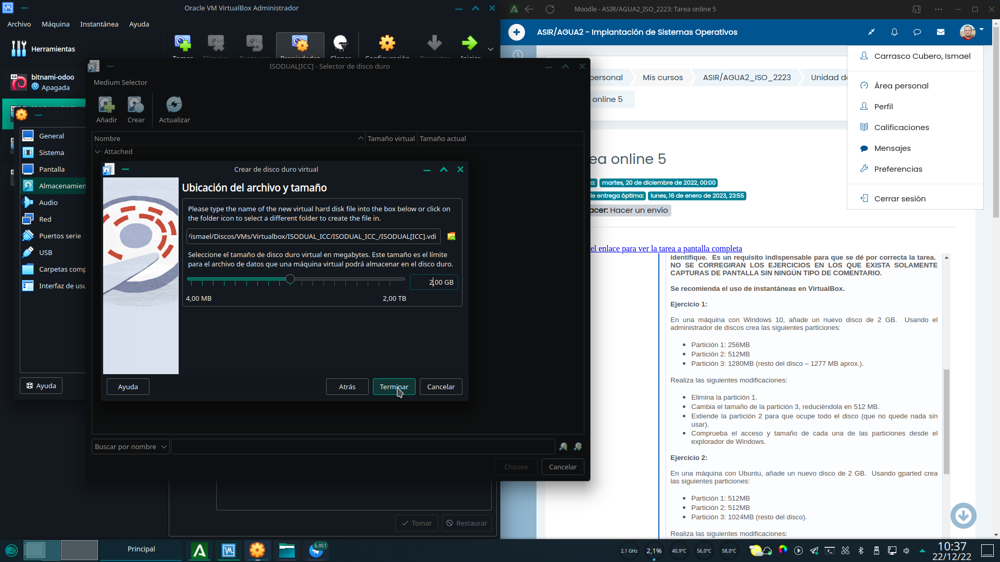 Oracle VM VirtualBox Administrador
Archivo Máquina Instantánea Ayuda
Herramientas
Tomar Eliminar Restaurar Propiedades Clonar Configuración Descartar Iniciar
64
bitnami-odoo
Apagada
ISODUAL[ICC] - Selector de disco duro
Medium Selector
Añadir Crear Actualizar
Nombre Tamaño virtual Tamaño actual
Attached
General
Sistema
Pantalla
Almacenamien
Audio
Red
Puertos serie
USB
Carpetas comp
Interfaz de usu
Ayuda
Crear de disco duro virtual
Ubicación del archivo y tamaño
Please type the name of the new virtual hard disk file into the box below or click on
the folder icon to select a different folder to create the file in.
/ismael/Discos/VMs/Virtualbox/ISODUAL_ICC/ISODUAL_ICC_/ISODUAL[ICC].vdi
Seleccione el tamaño de disco duro virtual en megabytes. Este tamaño es el límite
para el archivo de datos que una máquina virtual podrá almacenar en el disco duro.
2,00 GB
4,00 MB 2,00 TB
Ayuda Atrás Terminar Cancelar
Buscar por nombre
Choose Cancelar
Tomar Restaurar
Moodle - ASIR/AGUA2_ISO_2223: Tarea online 5
ASIR/AGUA2 - Implantación de Sistemas Operativos
Carrasco Cubero, Ismael
Área personal
Perfil
Calificaciones
Mensajes
Preferencias
Cerrar sesión
personal Mis cursos ASIR/AGUA2_ISO_2223 Unidad de
online 5
ea online 5
a: martes, 20 de diciembre de 2022, 00:00
de entrega óptima: lunes, 16 de enero de 2023, 23:55
acer: Hacer un envío
el enlace para ver la tarea a pantalla completa
identifique. Es un requisito indispensable para que se dé por correcta la tarea.
NO SE CORREGIRAN LOS EJERCICIOS EN LOS QUE EXISTA SOLAMENTE
CAPTURAS DE PANTALLA SIN NINGÚN TIPO DE COMENTARIO.
Se recomienda el uso de instantáneas en VirtualBox.
Ejercicio 1:
En una máquina con Windows 10, añade un nuevo disco de 2 GB. Usando el
administrador de discos crea las siguientes particiones:
• Partición 1: 256MB
• Partición 2: 512MB
• Partición 3: 1280MB (resto del disco – 1277 MB aprox.).
Realiza las siguientes modificaciones:
• Elimina la partición 1.
• Cambia el tamaño de la partición 3, reduciéndola en 512 MB.
• Extiende la partición 2 para que ocupe todo el disco (que no quede nada sin
usar).
• Comprueba el acceso y tamaño de cada una de las particiones desde el
explorador de Windows.
Ejercicio 2:
En una máquina con Ubuntu, añade un nuevo disco de 2 GB. Usando gparted crea
las siguientes particiones:
• Partición 1: 512MB
• Partición 2: 512MB
• Partición 3: 1024MB (resto del disco).
Realiza las siguientes modificaciones:
Principal
6.051
2,1 GHz 2,1% 40,9°C 56,0°C 58,0°C
10:37
22/12/22